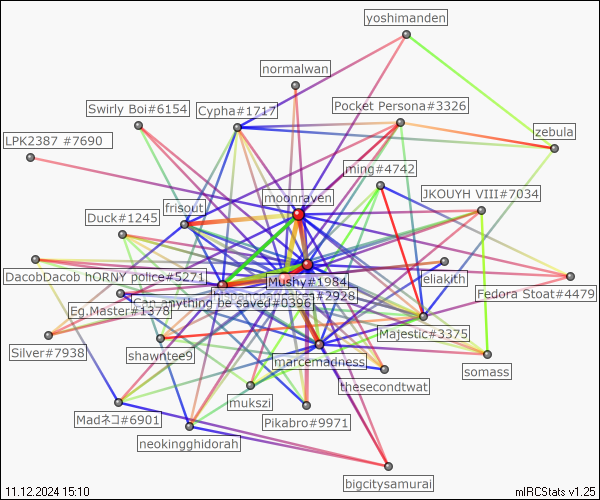 yoshimanden
normalwan
Swirly Boi#6154
Cypha#1717
Pocket Persona#3326
zebula
LPK2387 #7690
ming#4742
moonraven
JKOUYH VIII#7034
frisout
Duck#1245
DacobDacob hORNY police#5271
eliakith
Mushy#1984
#2928
Fedora Stoat#4479
Can anything be saved#0396
Eg.Master#1378
Majestic#3375
Silver#7938
shawntee9
marcemadness
somass
thesecondtwat
mukszi
Pikabro#9971
Madネコ#6901
neokingghidorah
bigcitysamurai
11.12.2024 15:10
mIRCStats v1.25